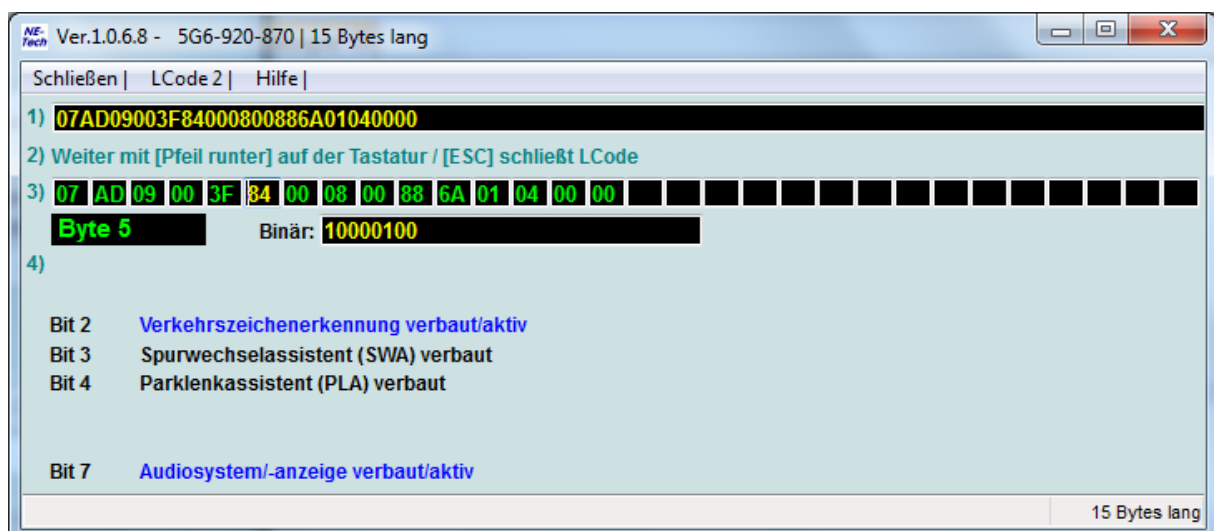 NE-Tech Ver.1.0.6.8 - 5G6-920-870 | 15 Bytes lang
Schließen | LCode 2 | Hilfe |
1) 07AD09003F84000800886A01040000
2) Weiter mit [Pfeil runter] auf der Tastatur / [ESC] schließt LCode
3) 07 AD 09 00 3F 84 00 08 00 88 6A 01 04 00 00
Byte 5 Binär: 10000100
4)
Bit 2 Verkehrszeichenerkennung verbaut/aktiv
Bit 3 Spurwechselassistent (SWA) verbaut
Bit 4 Parklenkassistent (PLA) verbaut
Bit 7 Audiosystem/-anzeige verbaut/aktiv
15 Bytes lang